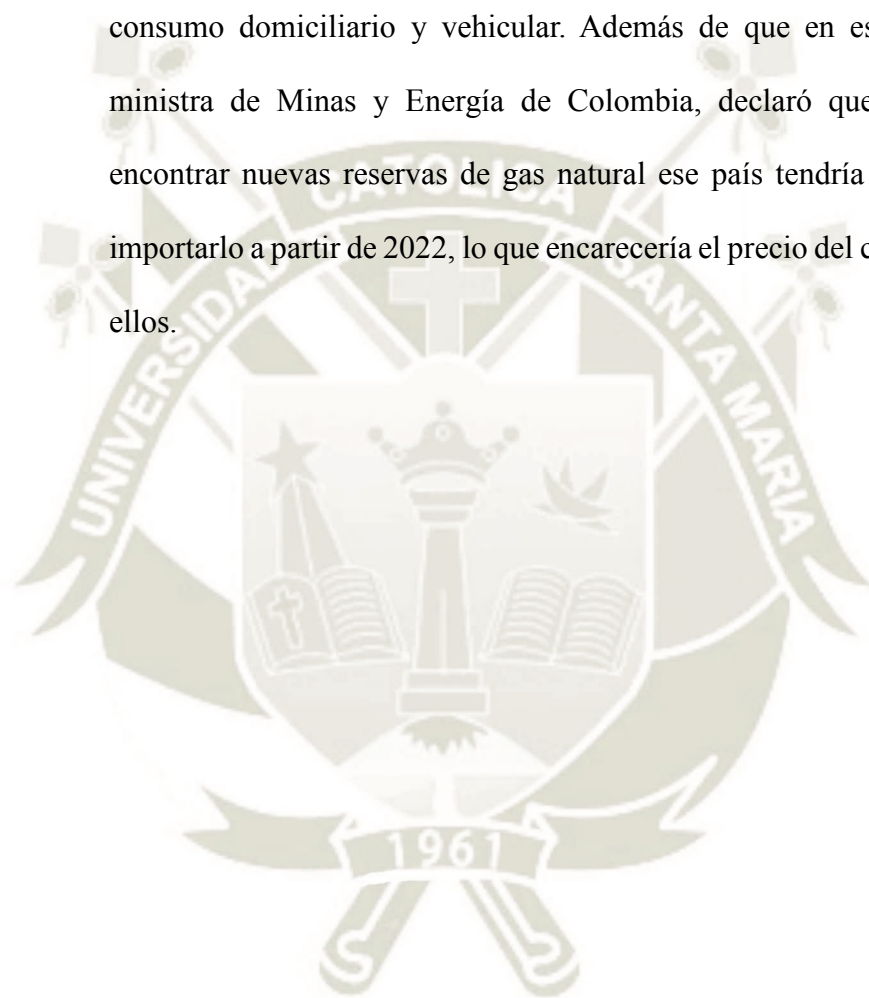 consumo domiciliario y vehicular. Además de que en es
ministra de Minas y Energía de Colombia, declaró que
encontrar nuevas reservas de gas natural ese país tendría
importarlo a partir de 2022, lo que encarecería el precio del c
ellos.
UNIVERSIDAD CATOLICA SANTA MARIA
1961